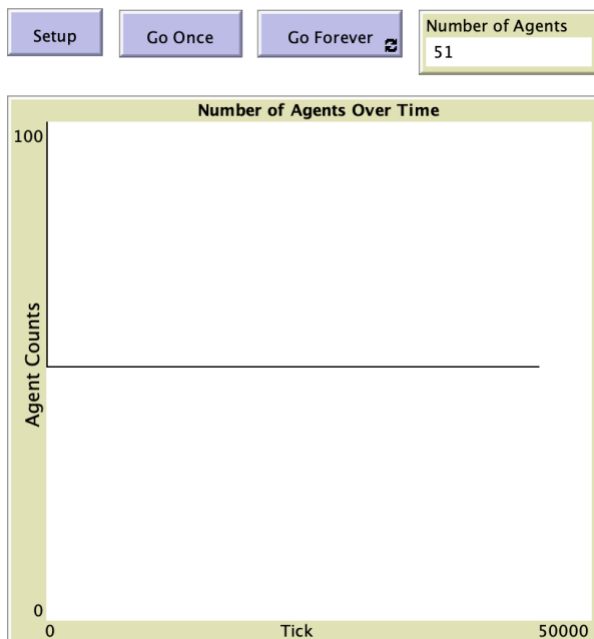 Setup
Go Once
Go Forever
Number of Agents
51
Number of Agents Over Time
100
Agent Counts
0
0 Tick 50000